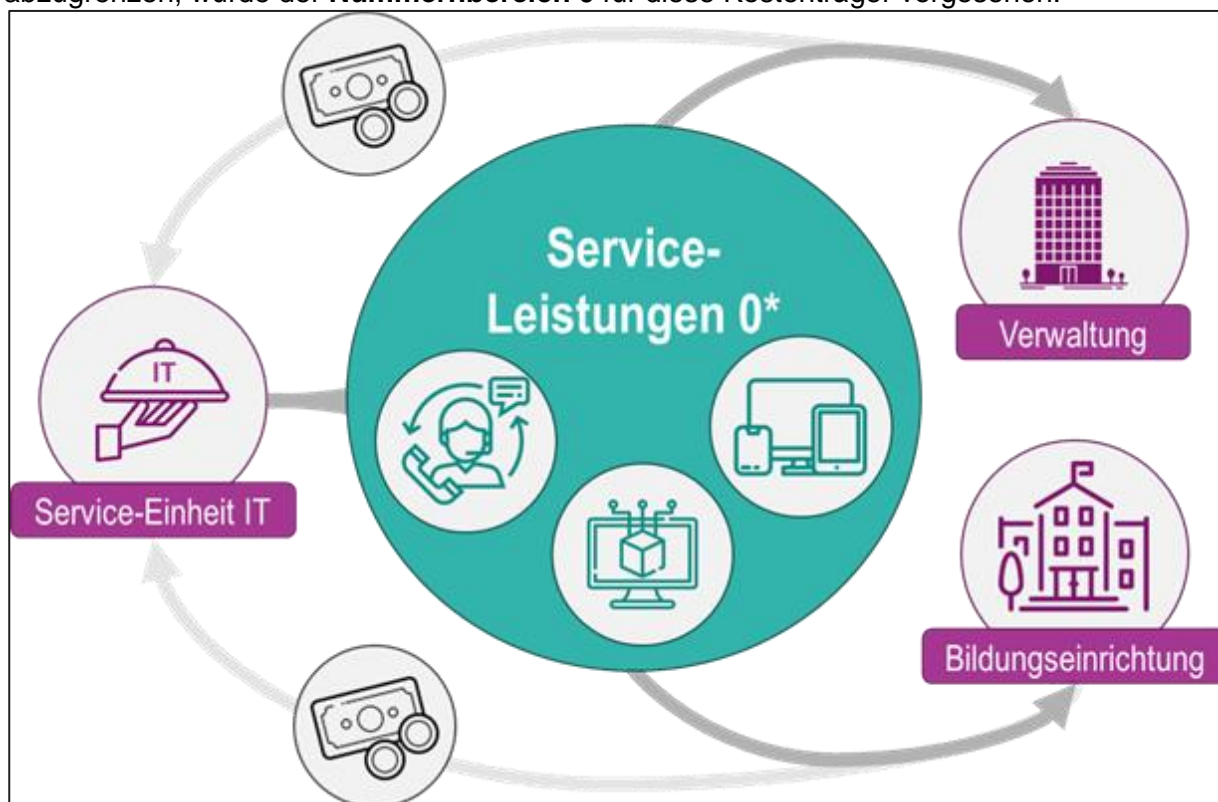 abzugrenzen, wurde der Nummernbereich 0 für diese Kostenträger vorgesehen.
Service-
Leistungen 0*
IT
Service-Einheit IT
Verwaltung
Bildungseinrichtung